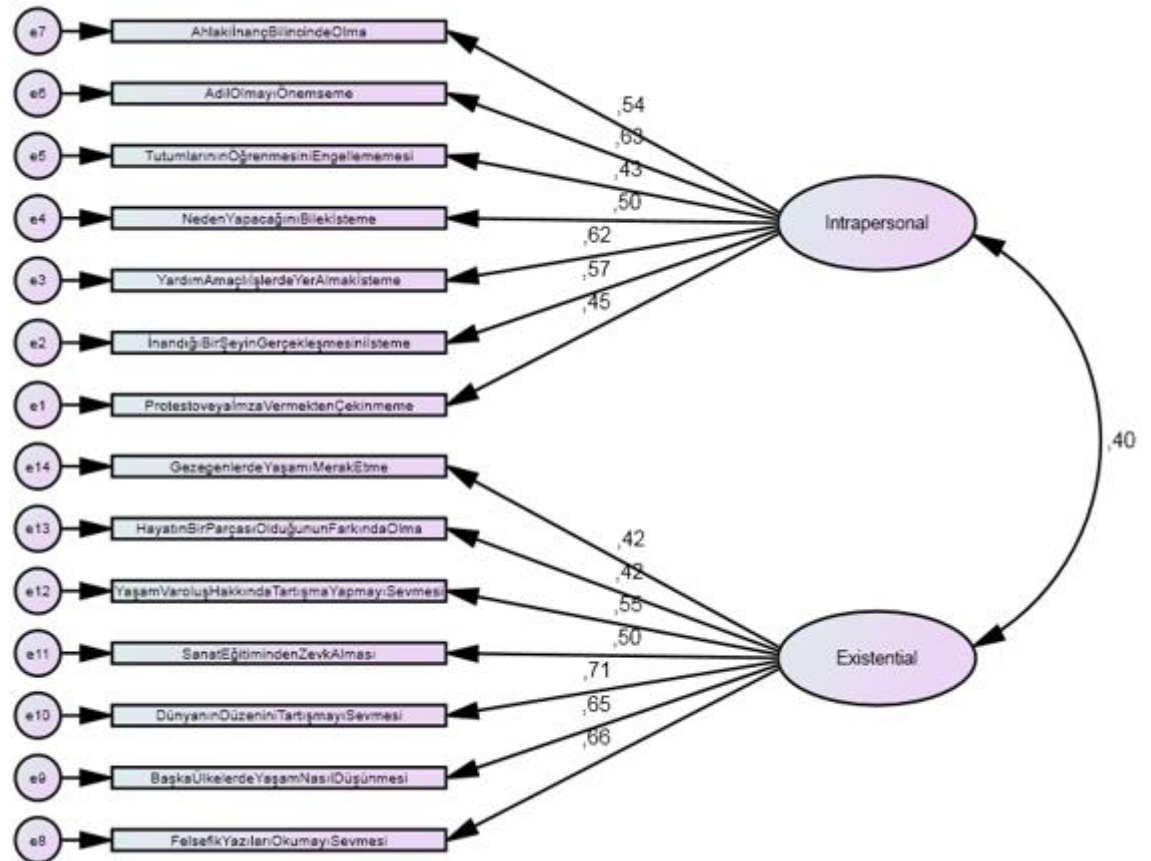 e7 AhlakiİnançBilincindeOlma
,54
e6 AdilOlmayıÖnemseme
,63
e5 TutumlarınınÖğrenmesiniEngellememesi
,43
e4 NedenYapacağınıBilekİsteme
,50
Intrapersonal
,62
e3 YardımAmaçlıİşlerdeYerAlmakİsteme
,57
,45
e2 İnandığıBirŞeyinGerçekleşmesiniİsteme
e1 ProtestoveyaİmzaVermektenÇekinmeme
,40
e14 GezegenlerdeYaşamıMerakEtme
e13 HayatınBirParçasıOlduğununFarkındaOlma
,42
,42
e12 YaşamVaroluşHakkındaTartışmaYapmayıSevmesi
,55
,50
e11 SanatEğitimindenZevkAlması
Existential
,71
e10 DünyanınDüzeniniTartışmayıSevmesi
,65
,66
e9 BaşkaÜlkelerdeYaşamNasılDüşünmesi
e8 FelsefikYazılarıOkumayıSevmesi